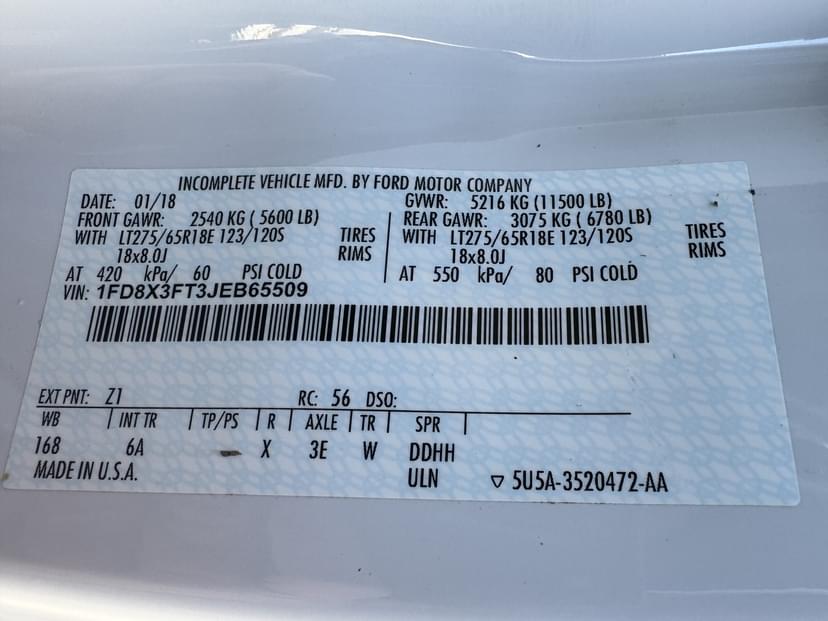 INCOMPLETE VEHICLE MFD. BY FORD MOTOR COMPANY
DATE: 01/18 GVWR: 5216 KG (11500 LB)
FRONT GAWR: 2540 KG ( 5600 LB) REAR GAWR: 3075 KG ( 6780 LB)
WITH LT275/65R18E 123/120S TIRES WITH LT275/65R18E 123/120S TIRES
18x8.0J RIMS 18x8.0J RIMS
AT 420 kPa/ 60 PSI COLD AT 550 kPa/ 80 PSI COLD
VIN: 1FD8X3FT3JEB65509
EXT PNT: Z1 RC: 56 DSO:
WB INT TR TP/PS R AXLE TR SPR
168 6A X 3E W DDHH
MADE IN U.S.A. ULN ▽ 5U5A-3520472-AA